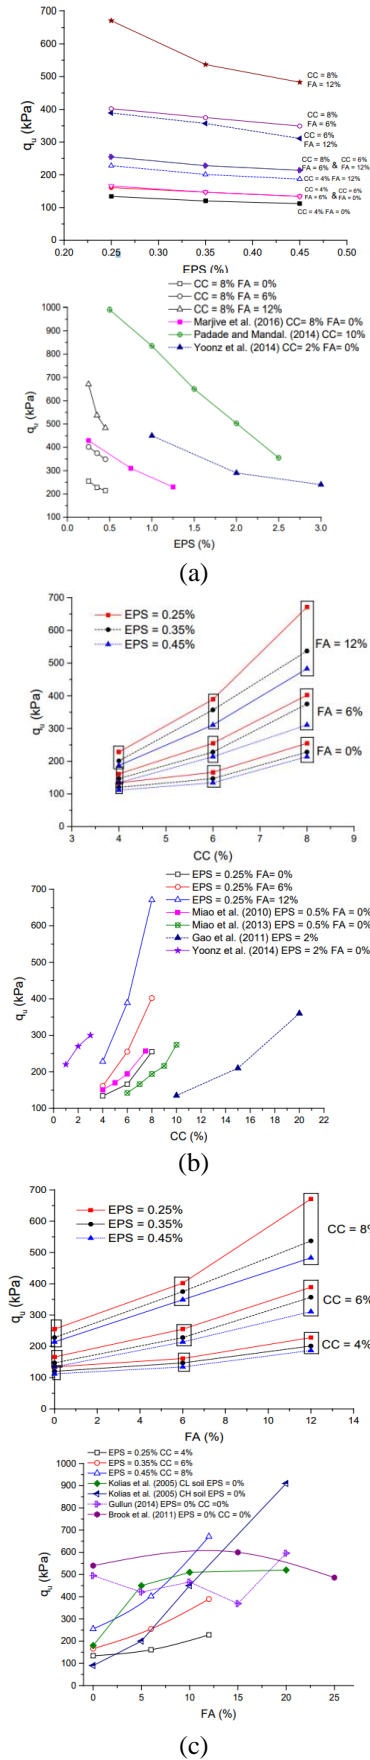 700
600
500
400
300
200
100
0
qu (kPa)
CC = 8%
FA = 12%
CC = 8%
FA = 6%
CC = 6%
FA = 12%
CC = 8%
FA = 6%
&
CC = 6%
FA = 12%
CC = 4% FA = 12%
CC = 4%
FA = 6%
&
CC = 6%
FA = 0%
CC = 4% FA = 0%
0.20 0.25 0.30 0.35 0.40 0.45 0.50
EPS (%)
CC = 8% FA = 0%
CC = 8% FA = 6%
CC = 8% FA = 12%
Marjive et al. (2016) CC= 8% FA= 0%
Padade and Mandal. (2014) CC= 10%
Yoonz et al. (2014) CC= 2% FA= 0%
1000
900
800
700
600
500
400
300
200
100
qu (kPa)
0.0 0.5 1.0 1.5 2.0 2.5 3.0
EPS (%)
(a)
700
600
500
400
300
200
100
0
qu (kPa)
EPS = 0.25%
EPS = 0.35%
EPS = 0.45%
FA = 12%
FA = 6%
FA = 0%
3 4 5 6 7 8 9
CC (%)
EPS = 0.25% FA= 0%
EPS = 0.25% FA= 6%
EPS = 0.25% FA= 12%
Miao et al. (2010) EPS = 0.5% FA = 0%
Miao et al. (2013) EPS = 0.5% FA = 0%
Gao et al. (2011) EPS = 2%
Yoonz et al. (2014) EPS = 2% FA = 0%
700
500
400
300
200
100
qu (kPa)
0 2 4 6 8 10 12 14 16 18 20 22
CC (%)
(b)
700
600
500
400
300
200
100
0
qu (kPa)
EPS = 0.25%
EPS = 0.35%
EPS = 0.45%
CC = 8%
CC = 6%
CC = 4%
0 2 4 6 8 10 12 14
FA (%)
EPS = 0.25% CC = 4%
EPS = 0.35% CC = 6%
EPS = 0.45% CC = 8%
Kolias et al. (2005) CL soil EPS = 0%
Kolias et al. (2005) CH soil EPS = 0%
Gullun (2014) EPS= 0% CC =0%
Brook et al. (2011) EPS = 0% CC = 0%
1000
900
800
700
600
500
400
300
200
100
0
qu (kPa)
0 5 10 15 20 25
FA (%)
(c)